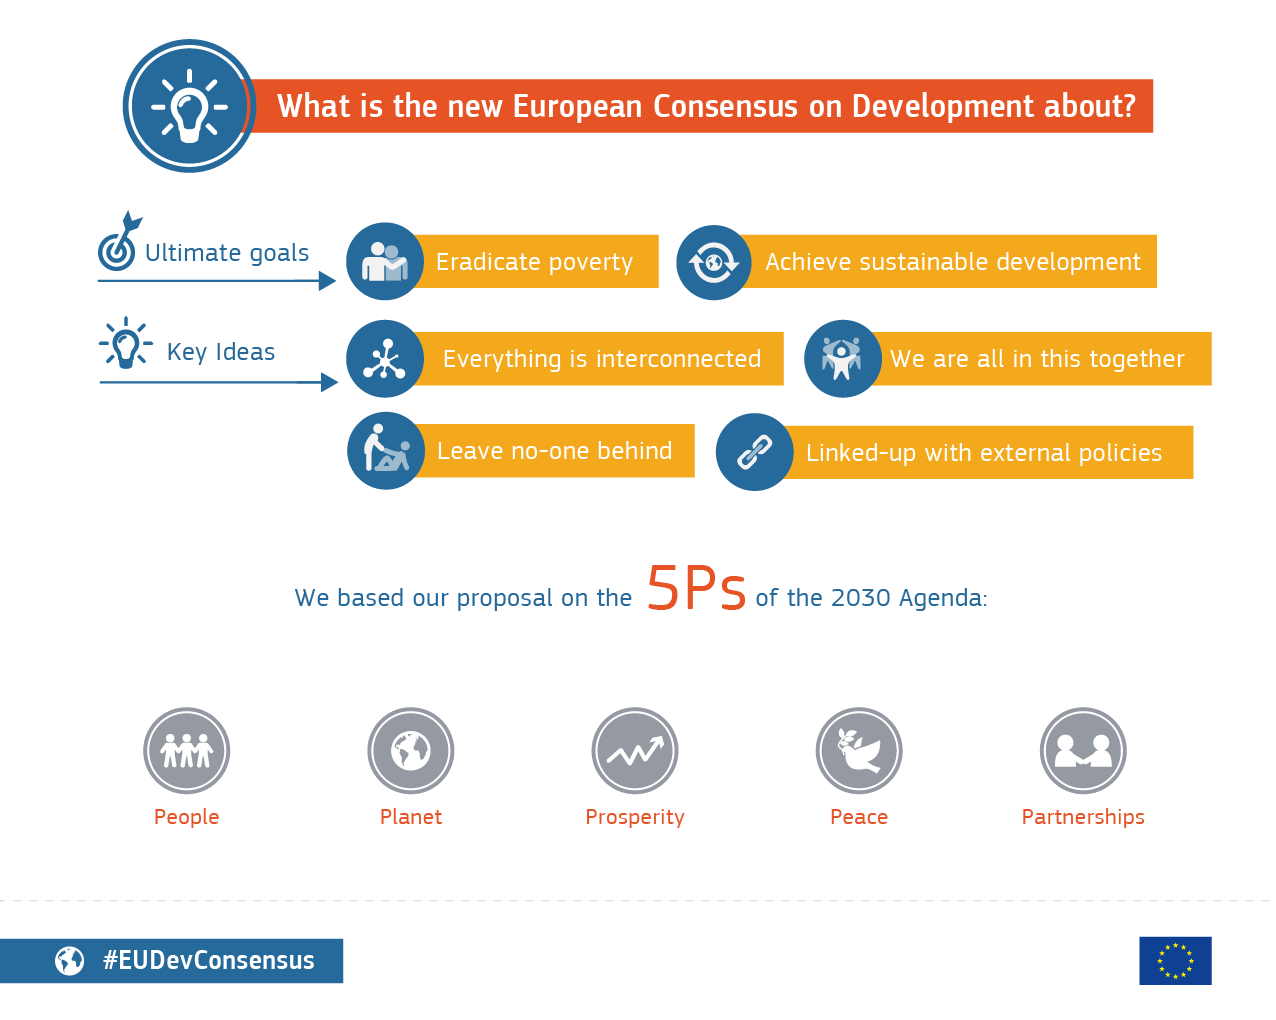 What is the new European Consensus on Development about?
Ultimate goals
Eradicate poverty
Achieve sustainable development
Key Ideas
Everything is interconnected
We are all in this together
Leave no-one behind
Linked-up with external policies
We based our proposal on the 5Ps of the 2030 Agenda:
People
Planet
Prosperity
Peace
Partnerships
#EUDevConsensus